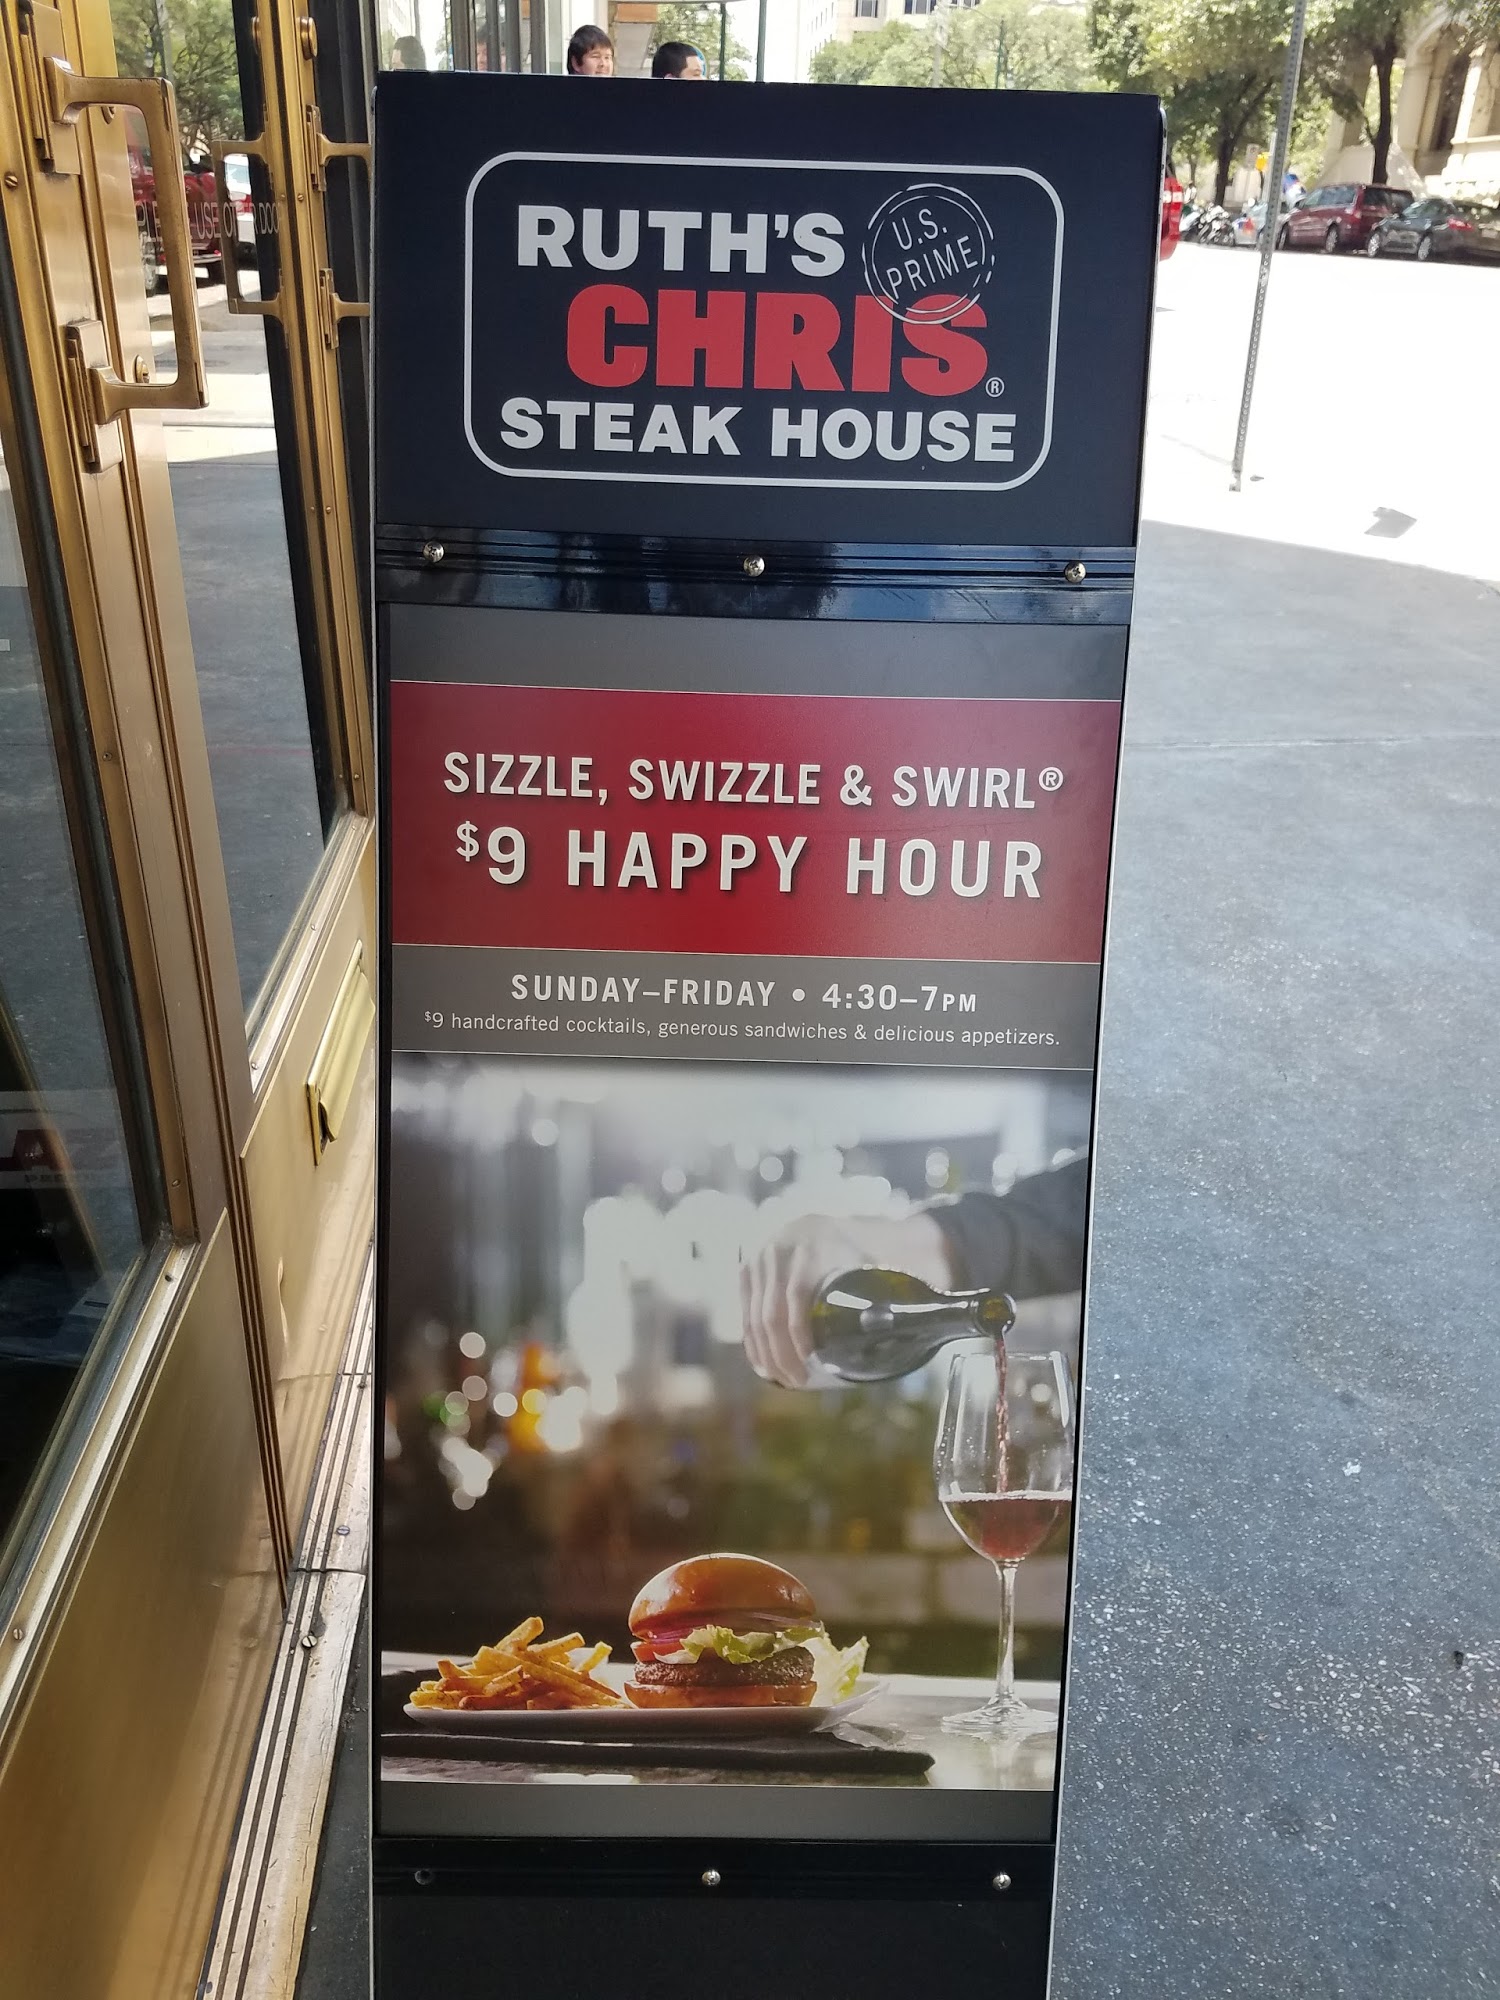 RUTH'S
U.S.
PRIME
CHRIS®
STEAK HOUSE
SIZZLE, SWIZZLE & SWIRL®
$9 HAPPY HOUR
SUNDAY–FRIDAY • 4:30–7PM
$9 handcrafted cocktails, generous sandwiches & delicious appetizers.